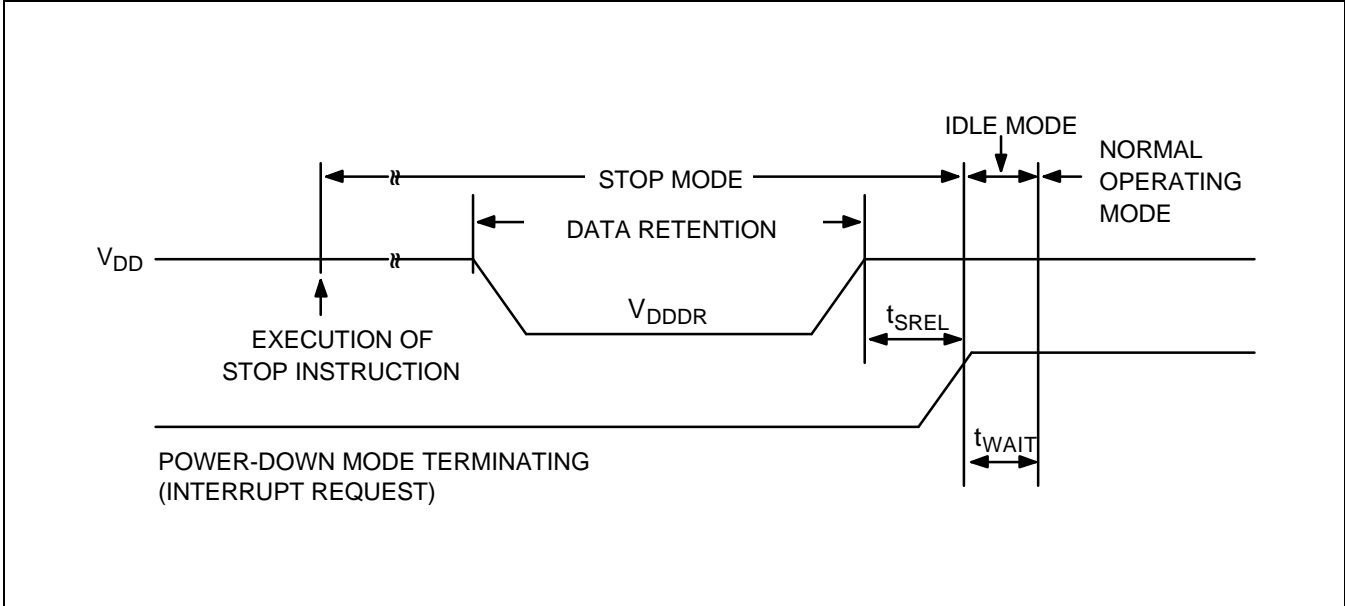 IDLE MODE
NORMAL
OPERATING
MODE
STOP MODE
DATA RETENTION
VDD
VDDDR
tSREL
EXECUTION OF
STOP INSTRUCTION
tWAIT
POWER-DOWN MODE TERMINATING
(INTERRUPT REQUEST)